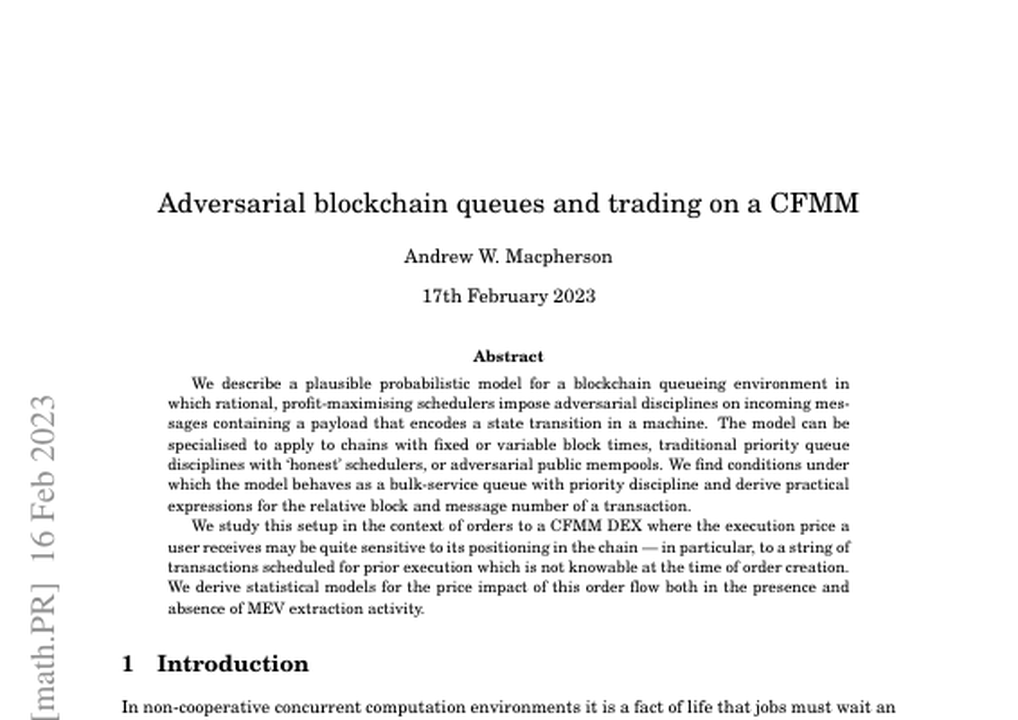 Adversarial blockchain queues and trading on a CFMM
Andrew W. Macpherson
17th February 2023
Abstract
We describe a plausible probabilistic model for a blockchain queueing environment in
which rational, profit-maximising schedulers impose adversarial disciplines on incoming mes-
sages containing a payload that encodes a state transition in a machine. The model can be
specialised to apply to chains with fixed or variable block times, traditional priority queue
disciplines with ‘honest’ schedulers, or adversarial public mempools. We find conditions under
which the model behaves as a bulk-service queue with priority discipline and derive practical
expressions for the relative block and message number of a transaction.
We study this setup in the context of orders to a CFMM DEX where the execution price a
user receives may be quite sensitive to its positioning in the chain — in particular, to a string of
transactions scheduled for prior execution which is not knowable at the time of order creation.
We derive statistical models for the price impact of this order flow both in the presence and
absence of MEV extraction activity.
1 Introduction
In non-cooperative concurrent computation environments it is a fact of life that jobs must wait an
[math.PR] 16 Feb 2023